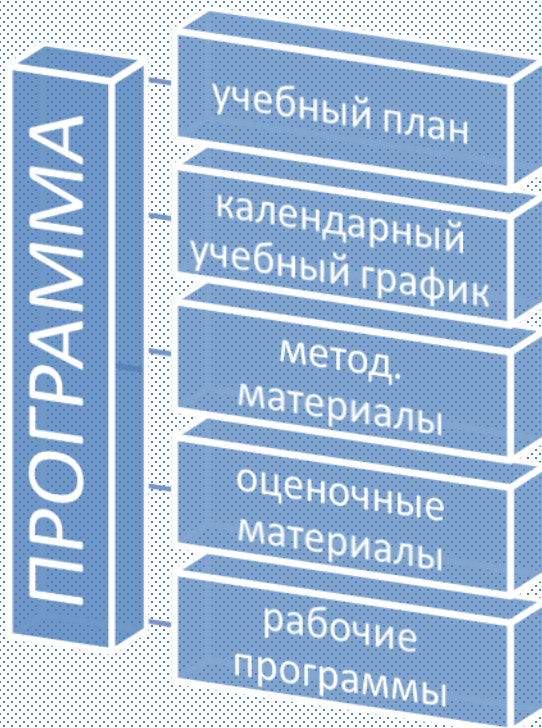 ПРОГРАММА
учебный план
календарный
учебный график
метод.
материалы
оценочные
материалы
рабочие
программы